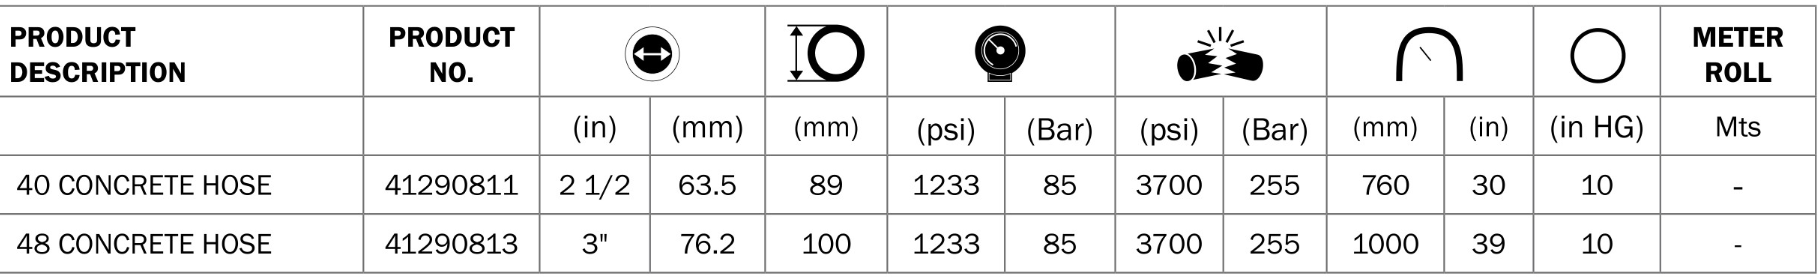 PRODUCT DESCRIPTION PRODUCT NO. METER ROLL
(in) (mm) (mm) (psi) (Bar) (psi) (Bar) (mm) (in) (in HG) Mts
40 CONCRETE HOSE 41290811 2 1/2 63.5 89 1233 85 3700 255 760 30 10 -
48 CONCRETE HOSE 41290813 3" 76.2 100 1233 85 3700 255 1000 39 10 -